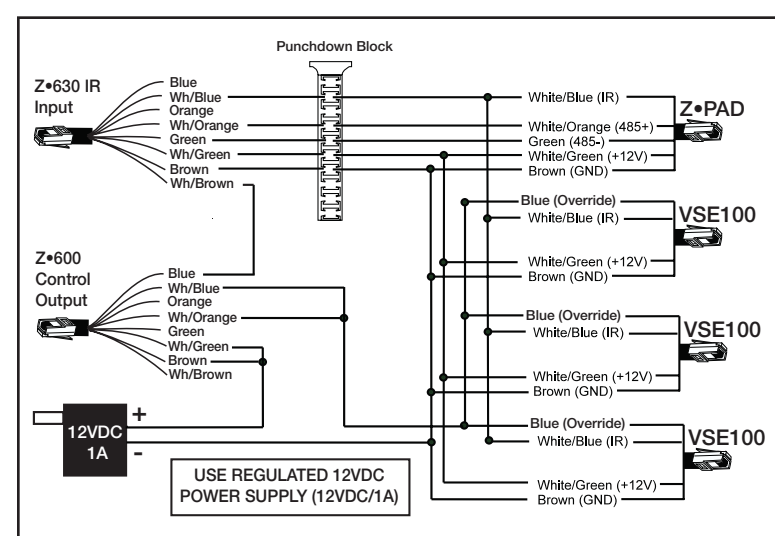 Punchdown Block
Z•630 IR
Input
Blue
Wh/Blue
Orange
Wh/Orange
Green
Wh/Green
Brown
Wh/Brown
White/Blue (IR)
White/Orange (485+)
Green (485-)
White/Green (+12V)
Brown (GND)
Z•PAD
Blue (Override)
White/Blue (IR)
White/Green (+12V)
Brown (GND)
VSE100
Z•600
Control
Output
Blue
Wh/Blue
Orange
Wh/Orange
Green
Wh/Green
Brown
Wh/Brown
Blue (Override)
White/Blue (IR)
White/Green (+12V)
Brown (GND)
VSE100
12VDC
1A
+
-
USE REGULATED 12VDC
POWER SUPPLY (12VDC/1A)
Blue (Override)
White/Blue (IR)
White/Green (+12V)
Brown (GND)
VSE100